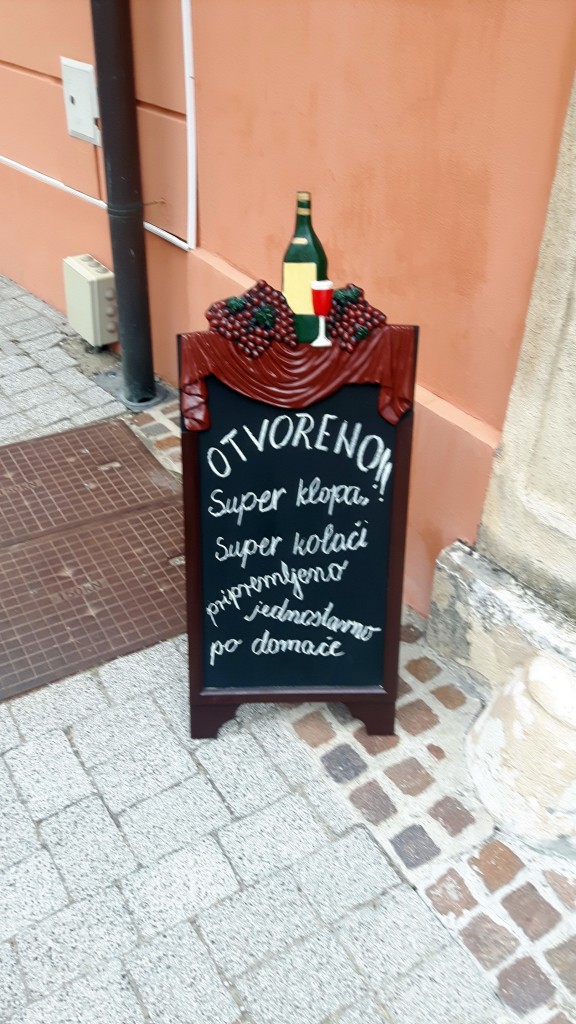 OTVORENO!!!
Super klopa,
Super kolači
pripremljeno
jednostavno
po domaće